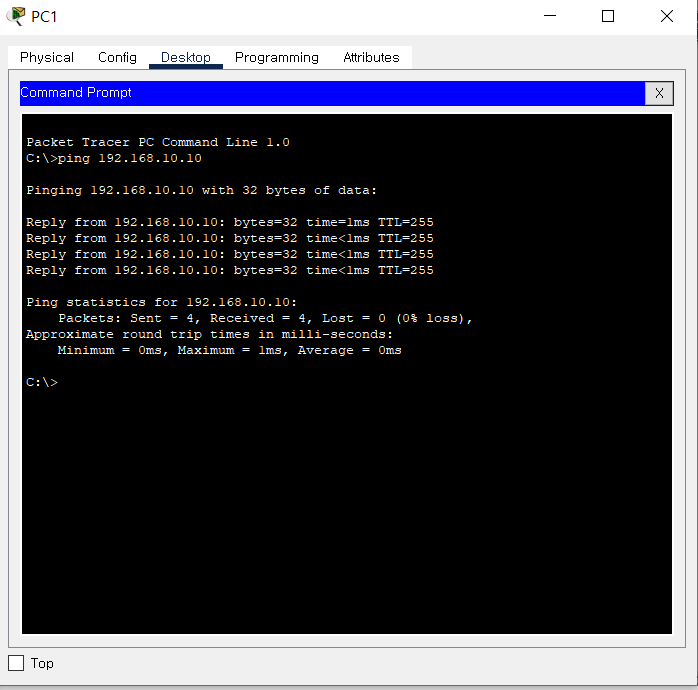 PC1
Physical Config Desktop Programming Attributes
Command Prompt X
Packet Tracer PC Command Line 1.0
C:\>ping 192.168.10.10
Pinging 192.168.10.10 with 32 bytes of data:
Reply from 192.168.10.10: bytes=32 time=1ms TTL=255
Reply from 192.168.10.10: bytes=32 time<1ms TTL=255
Reply from 192.168.10.10: bytes=32 time<1ms TTL=255
Reply from 192.168.10.10: bytes=32 time<1ms TTL=255
Ping statistics for 192.168.10.10:
    Packets: Sent = 4, Received = 4, Lost = 0 (0% loss),
Approximate round trip times in milli-seconds:
    Minimum = 0ms, Maximum = 1ms, Average = 0ms
C:\>
Top